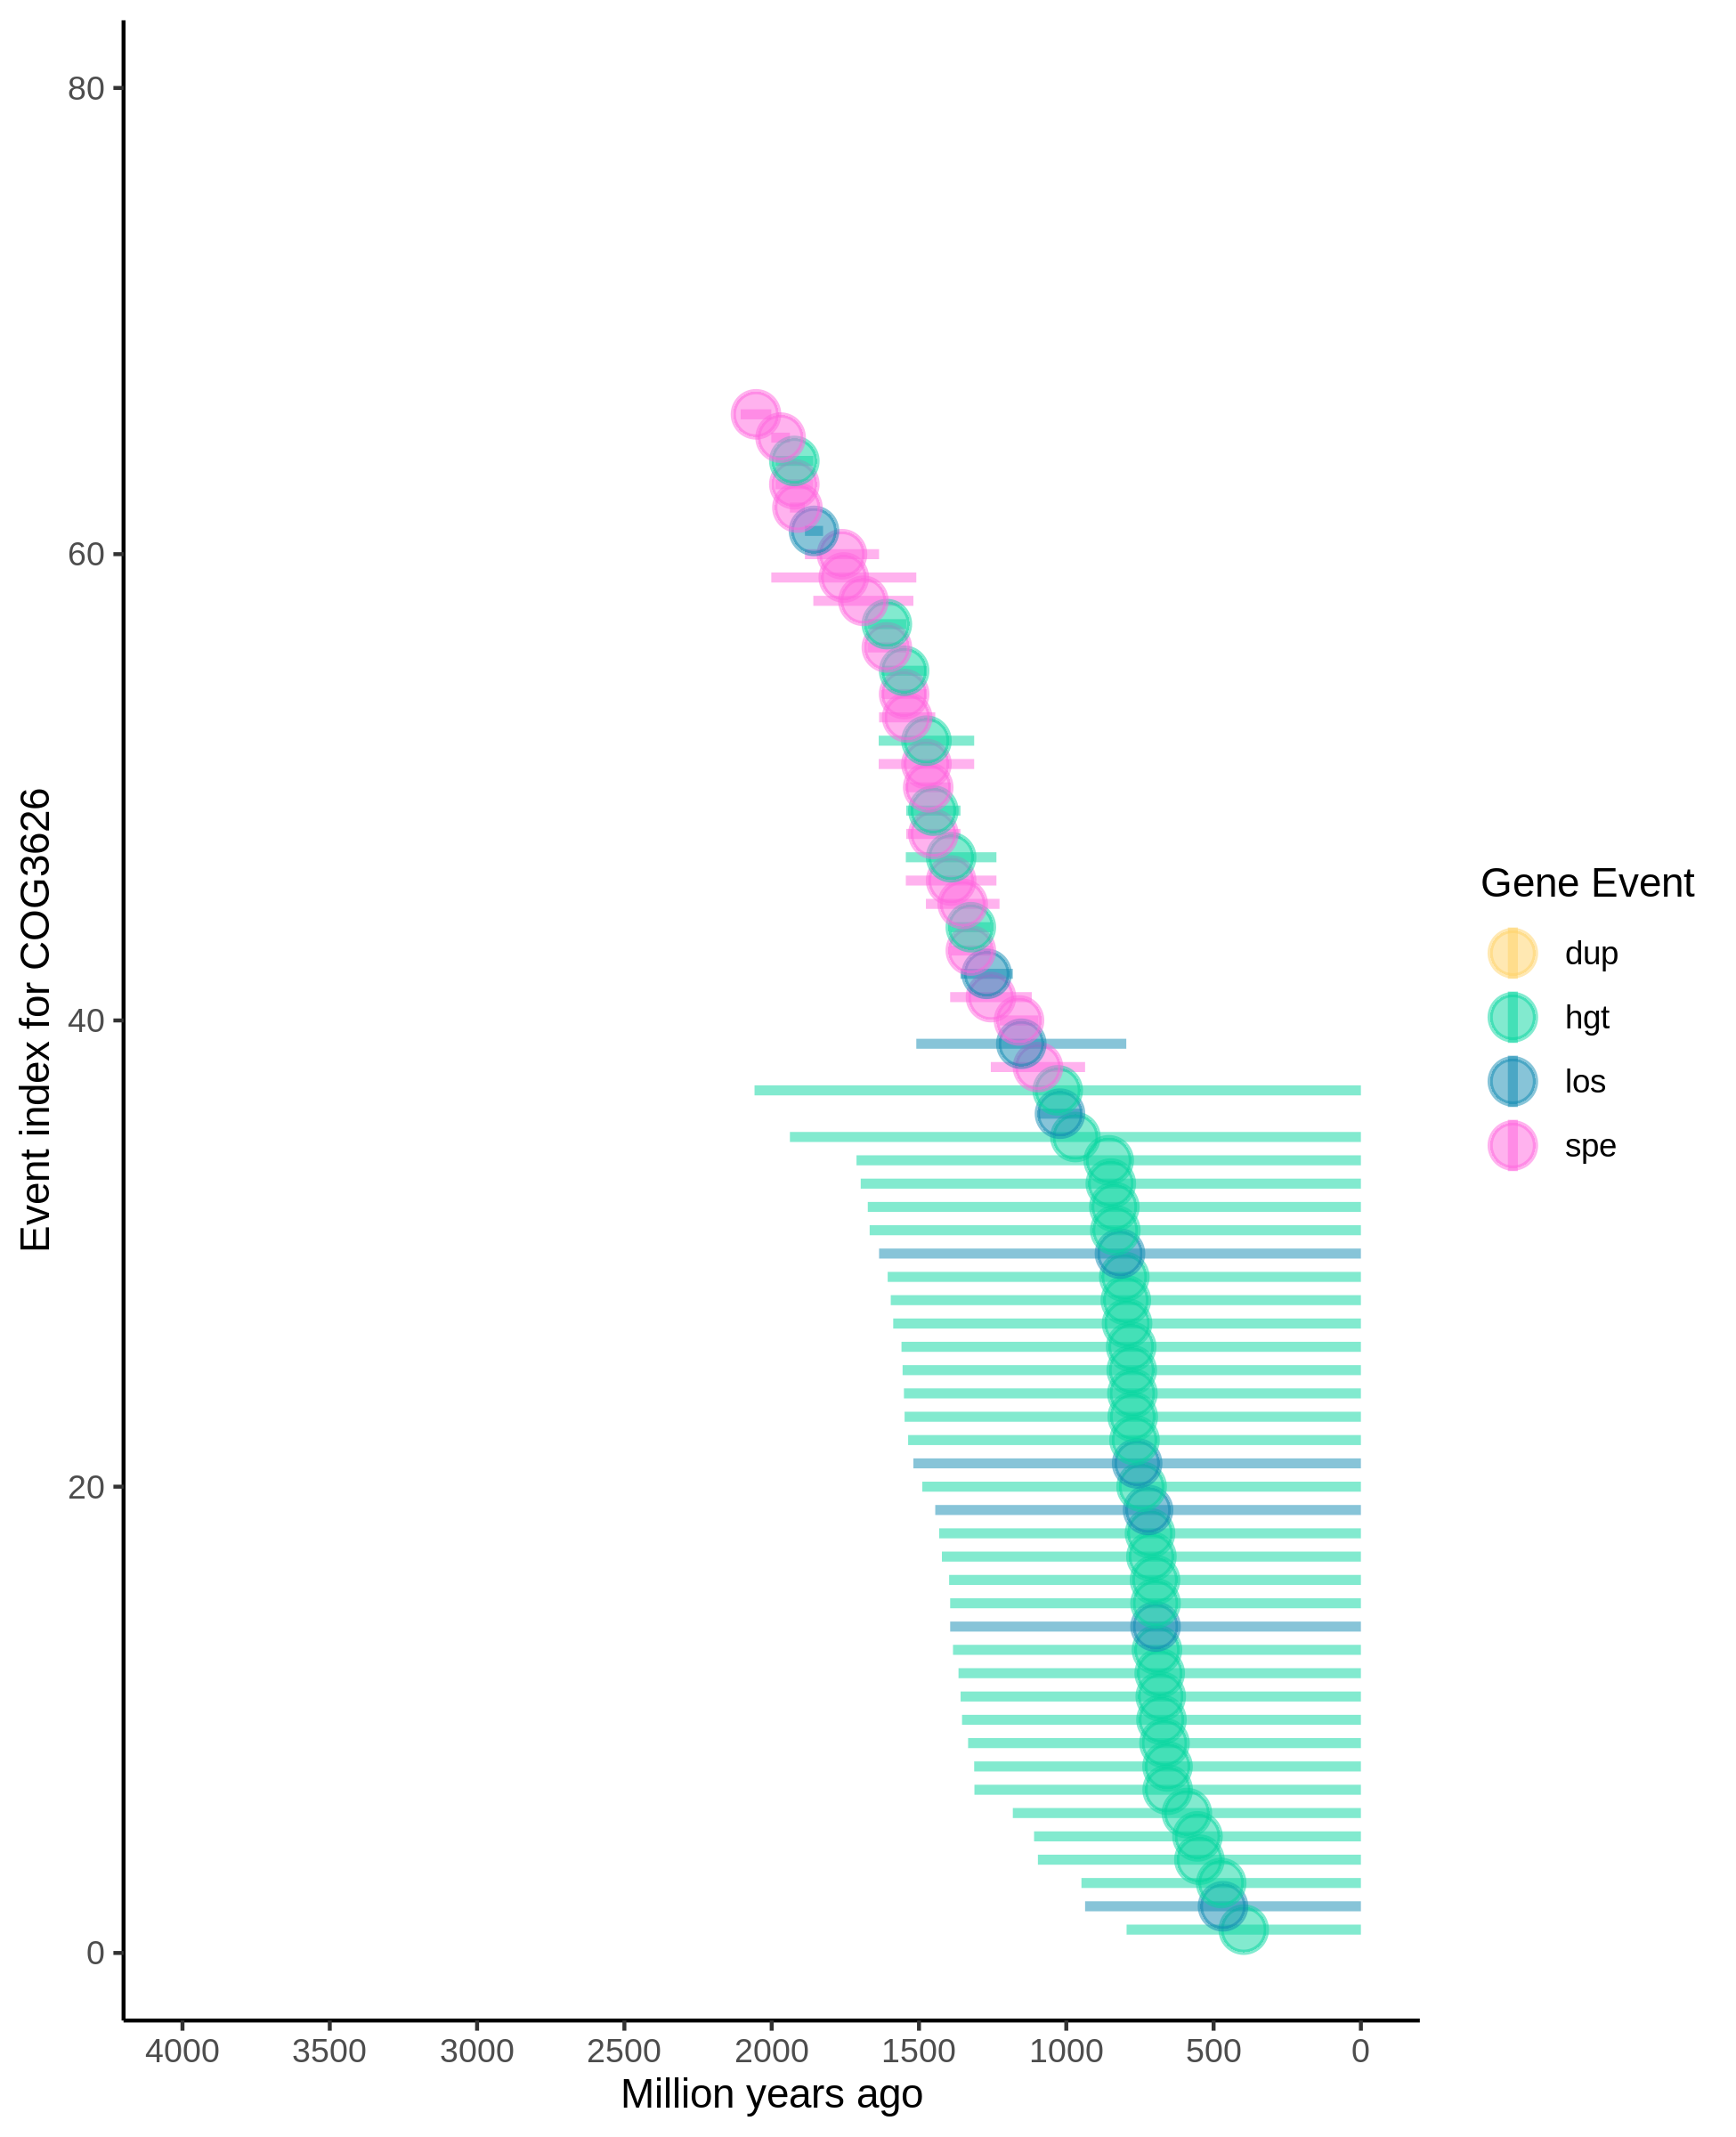 80
60
40
20
0
Event index for COG3626
4000 3500 3000 2500 2000 1500 1000 500 0
Million years ago
Gene Event
dup
hgt
los
spe